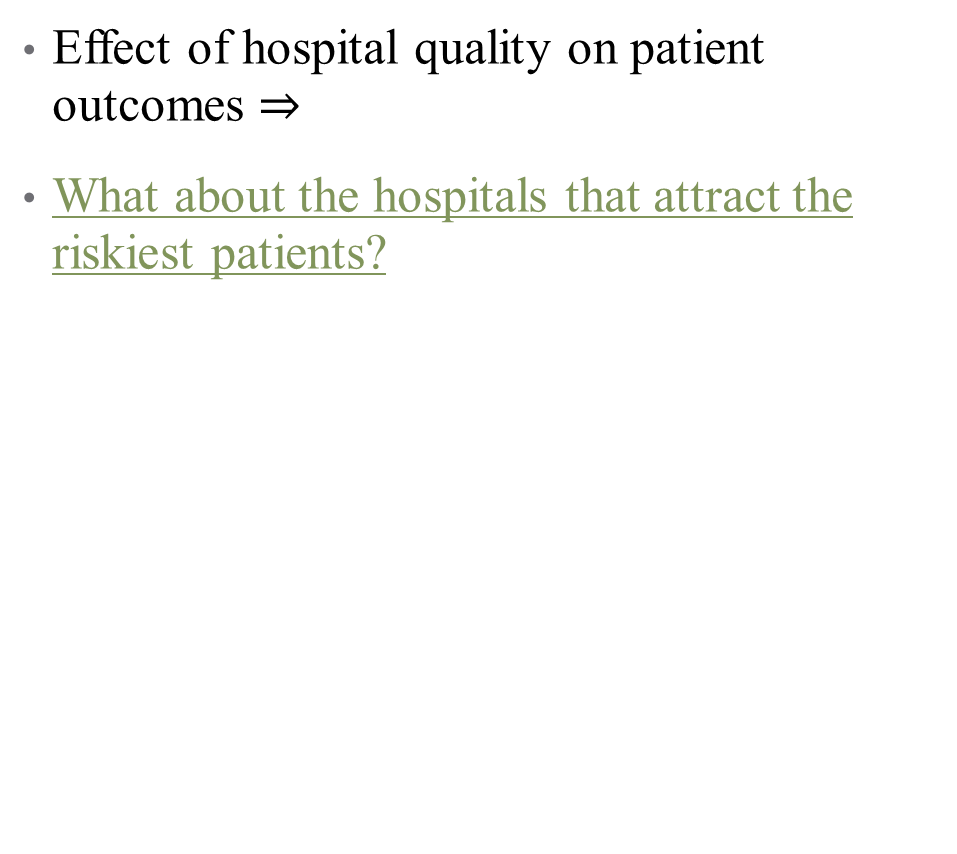 • Effect of hospital quality on patient
outcomes ⇒
• What about the hospitals that attract the
riskiest patients?